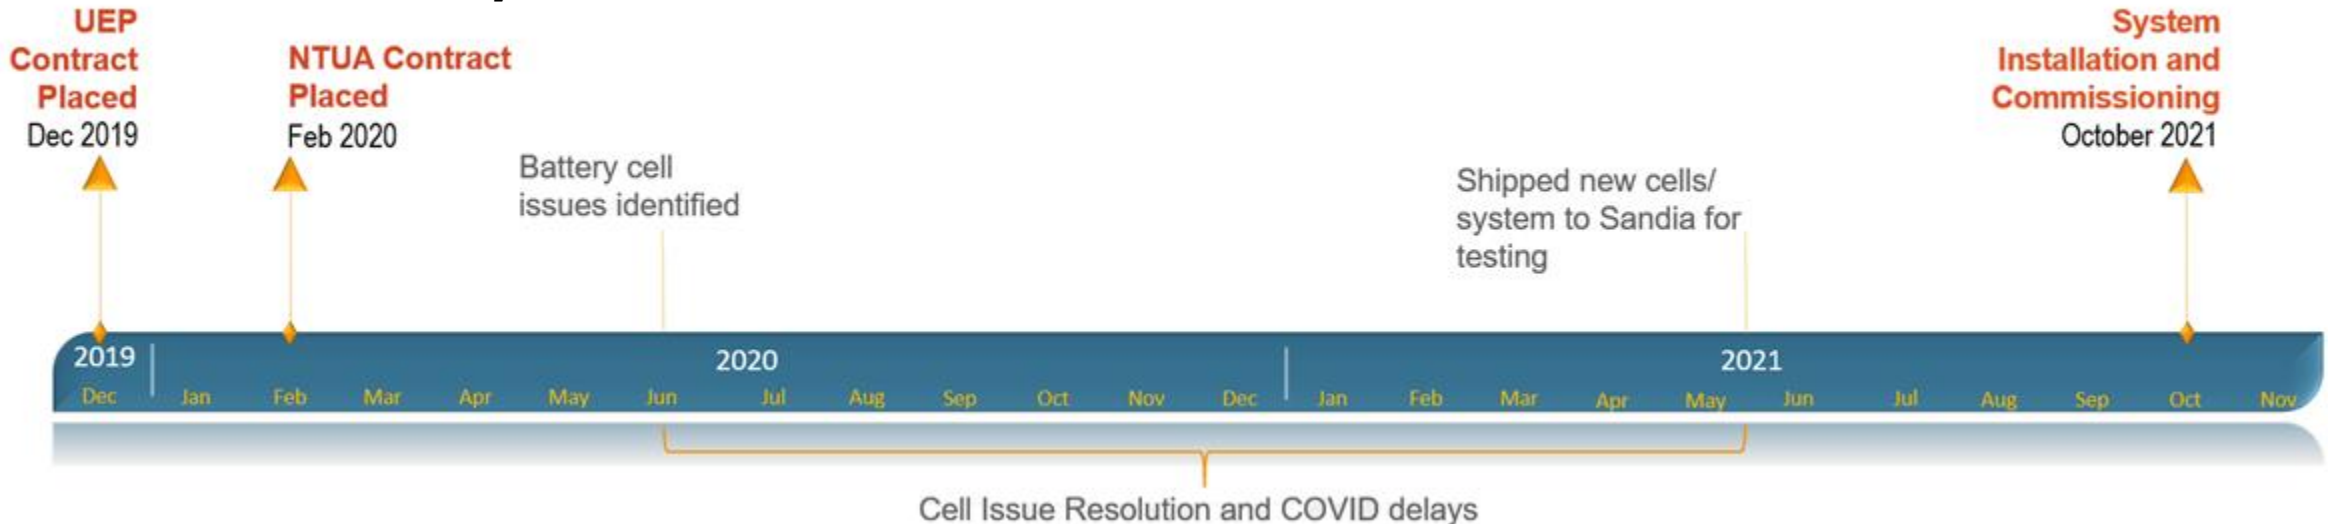 UEP
Contract
Placed
Dec 2019
NTUA Contract
Placed
Feb 2020
Battery cell
issues identified
Shipped new cells/
system to Sandia for
testing
System
Installation and
Commissioning
October 2021
2019 2020 2021
Dec Jan Feb Mar Apr May Jun Jul Aug Sep Oct Nov Dec Jan Feb Mar Apr May Jun Jul Aug Sep Oct Nov
Cell Issue Resolution and COVID delays